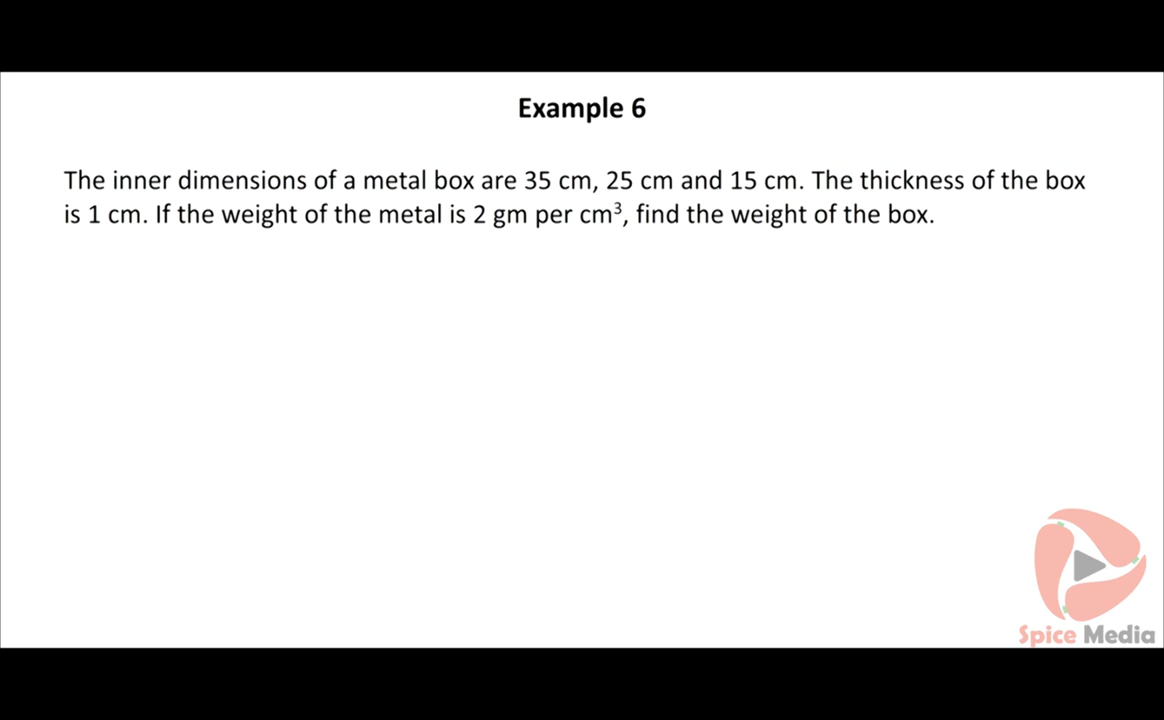 Example 6
The inner dimensions of a metal box are 35 cm, 25 cm and 15 cm. The thickness of the box
is 1 cm. If the weight of the metal is 2 gm per cm³, find the weight of the box.
Spice Media